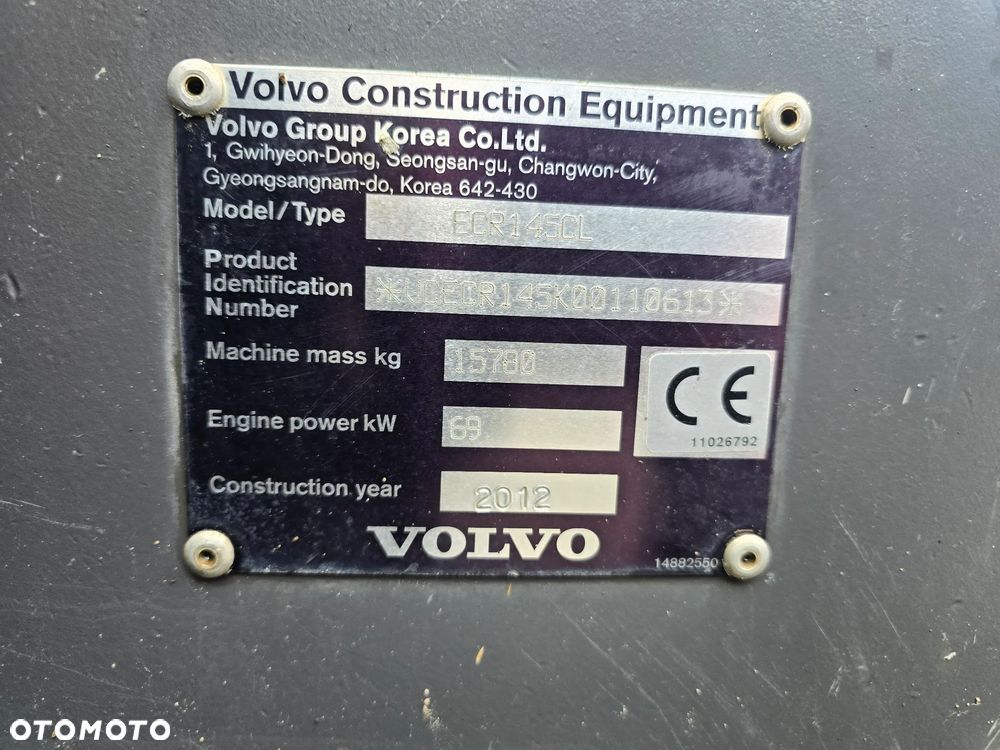 Volvo Construction Equipment
Volvo Group Korea Co.Ltd.
1, Gwihyeon-Dong, Seongsan-gu, Changwon-City,
Gyeongsangnam-do, Korea 642-430
Model/Type ECR145CL
Product
Identification *VCECR145K00110613*
Number
Machine mass kg 15780
CE
11026792
Engine power kW 69
Construction year 2012
VOLVO
14882550
OTOMOTO